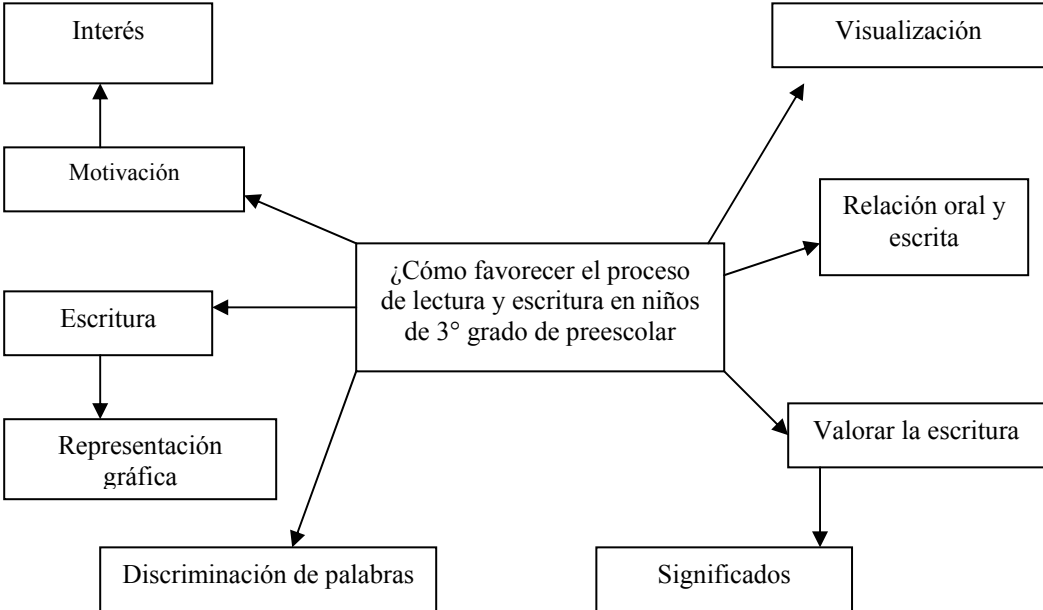 Interés
Visualización
Motivación
Relación oral y
escrita
¿Cómo favorecer el proceso
de lectura y escritura en niños
de 3° grado de preescolar
Escritura
Valorar la escritura
Representación
gráfica
Discriminación de palabras
Significados